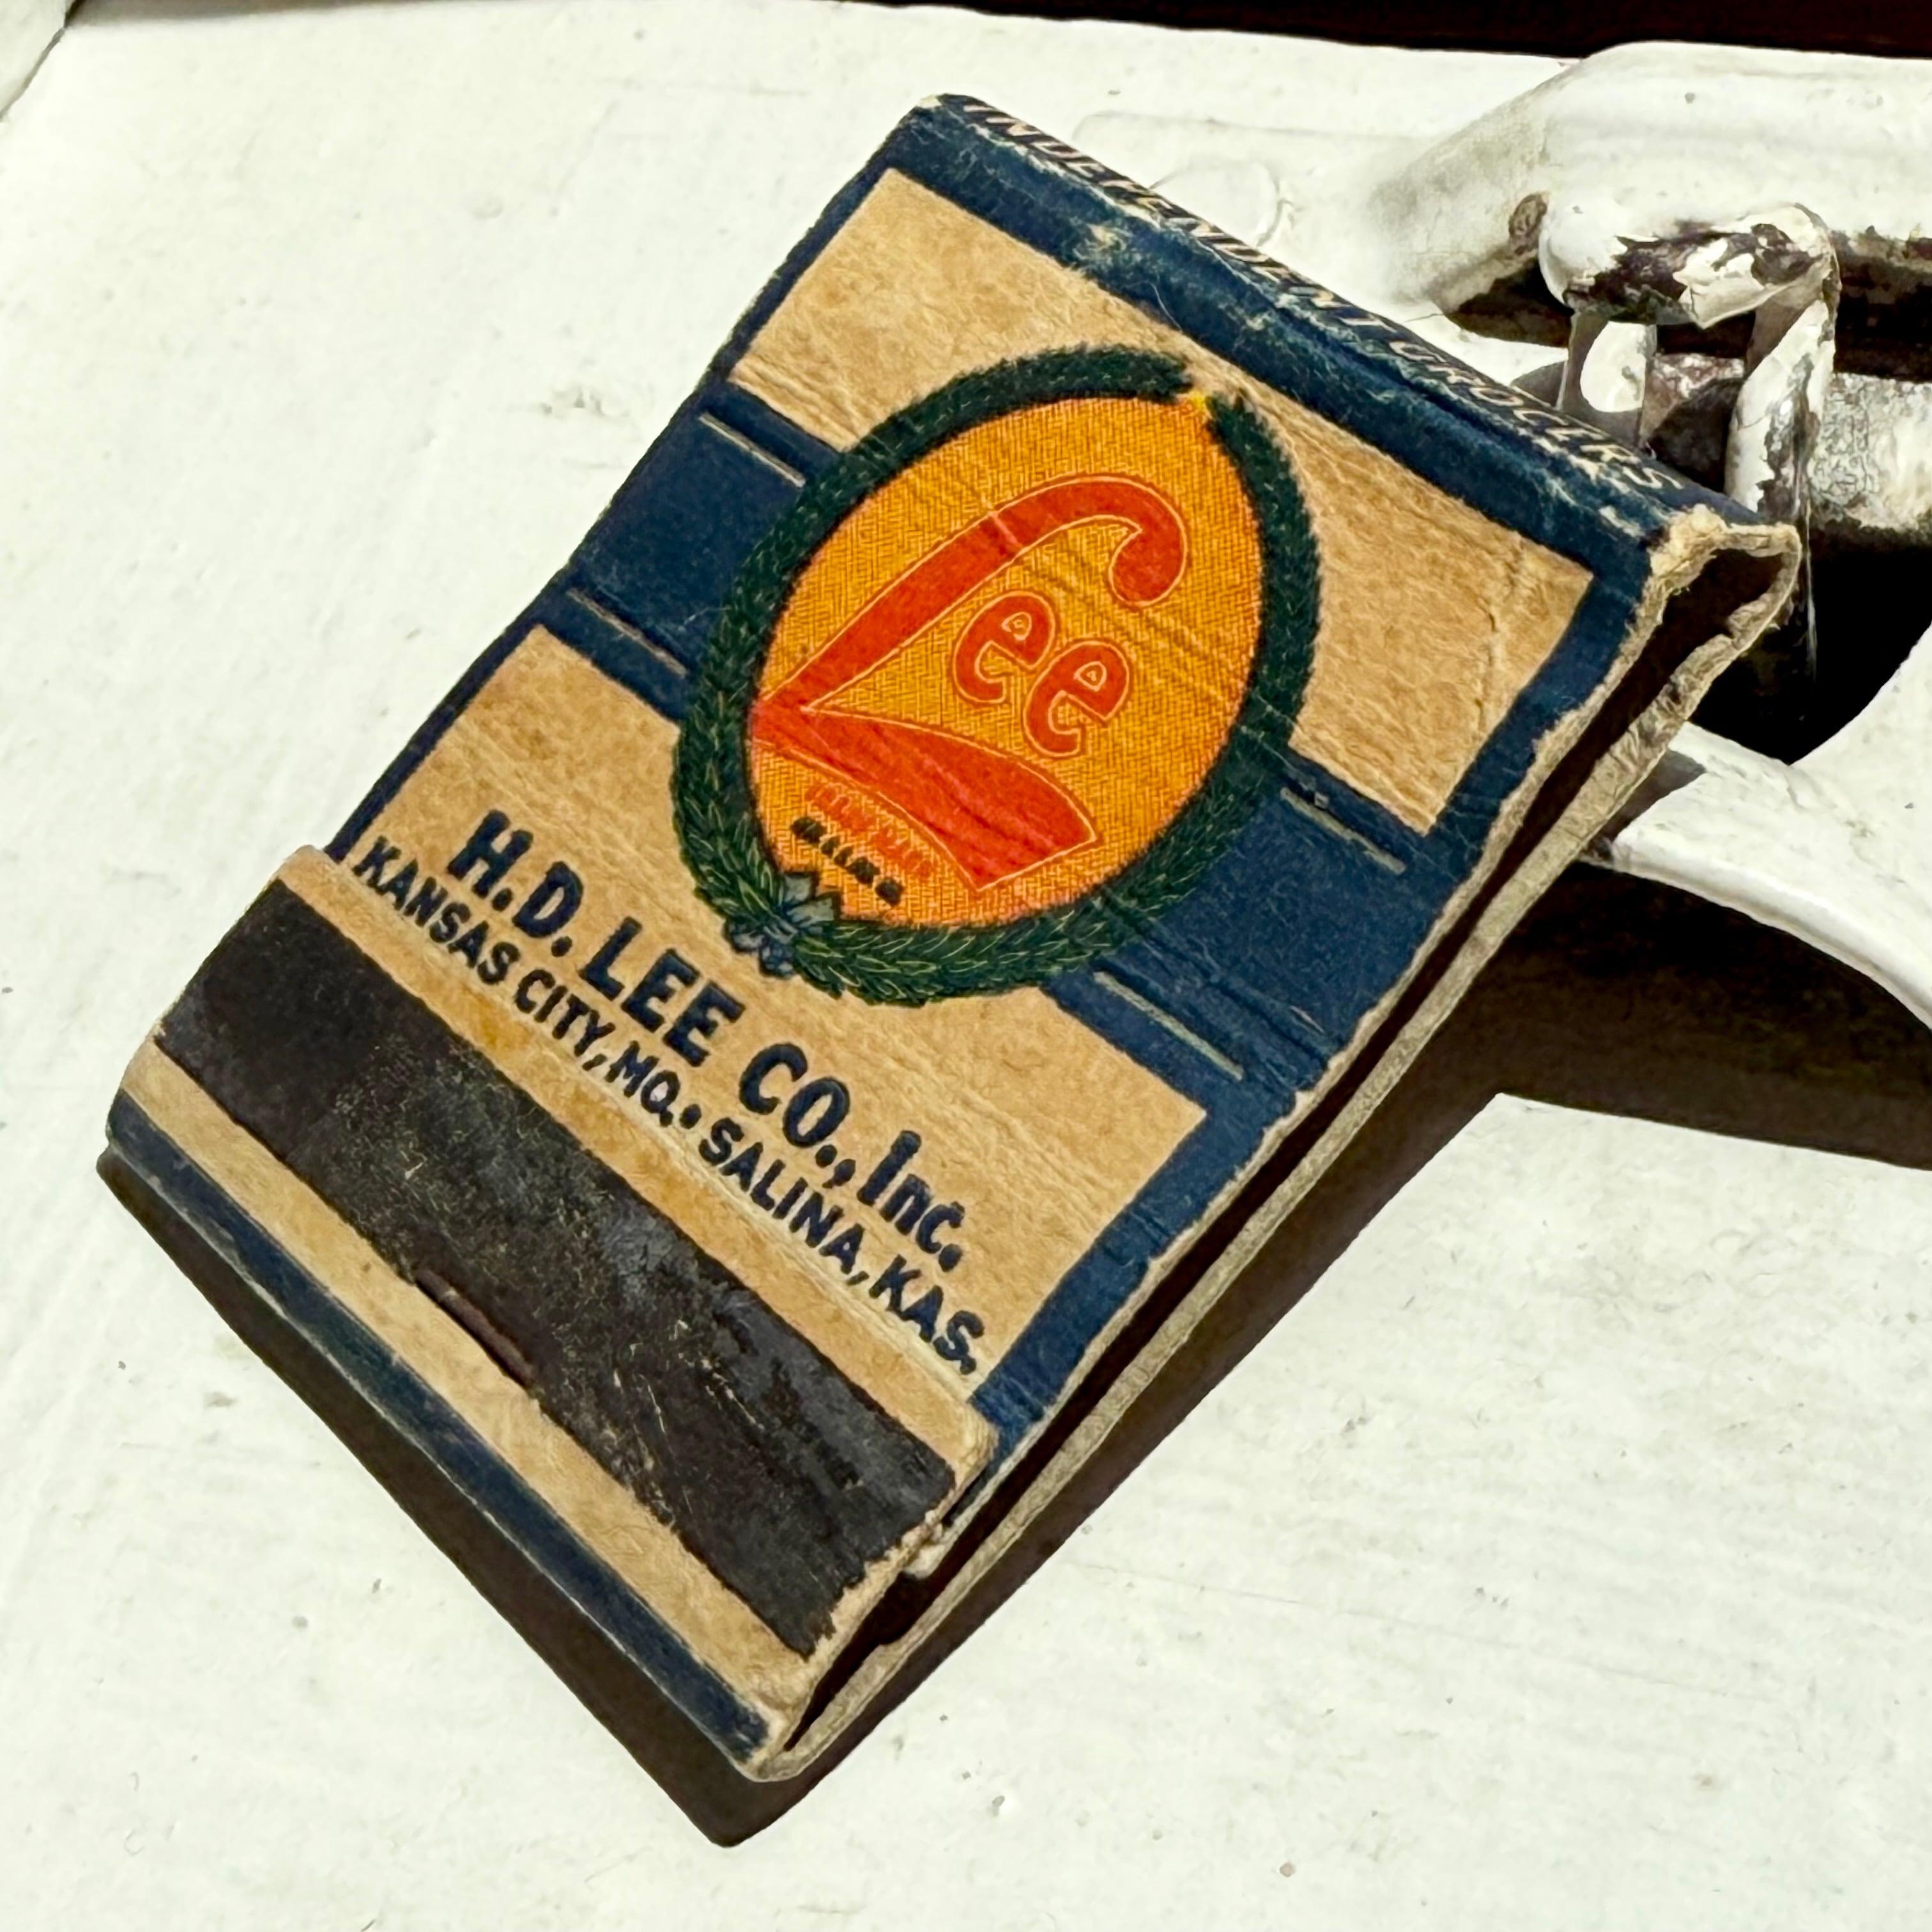 INDEPENDENT GROCERS
Lee
H.D. LEE CO., Inc.
KANSAS CITY, MO. • SALINA, KAS.